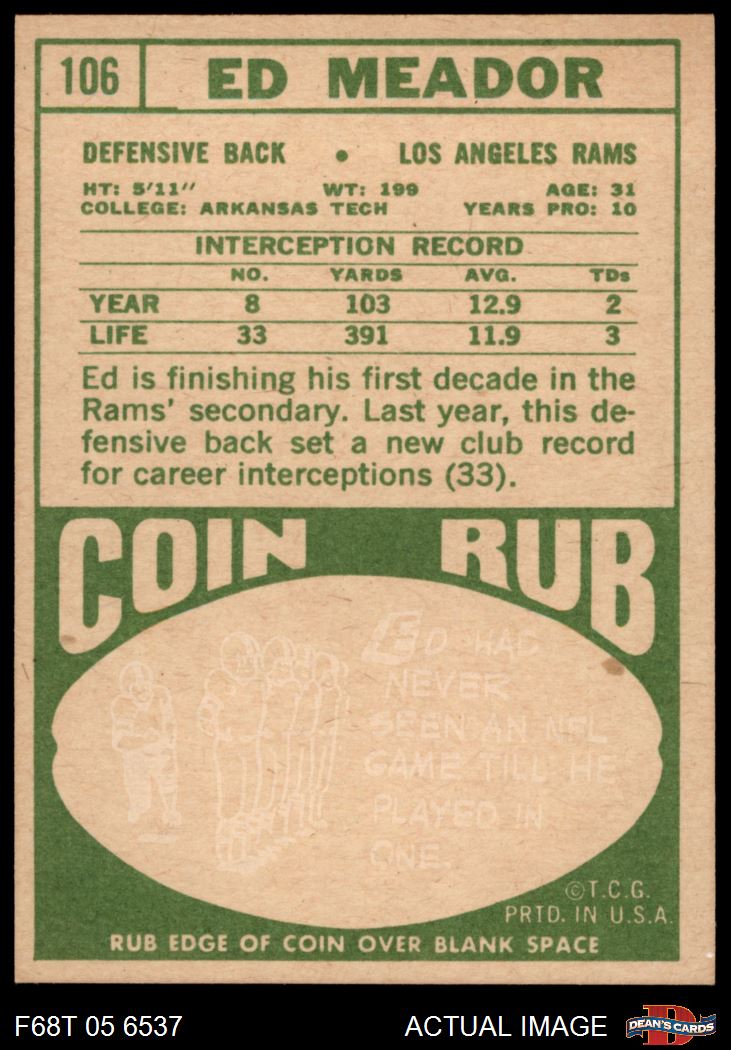 106 ED MEADOR
DEFENSIVE BACK • LOS ANGELES RAMS
HT: 5'11" WT: 199 AGE: 31
COLLEGE: ARKANSAS TECH YEARS PRO: 10
INTERCEPTION RECORD
NO. YARDS AVG. TDs
YEAR 8 103 12.9 2
LIFE 33 391 11.9 3
Ed is finishing his first decade in the
Rams' secondary. Last year, this de-
fensive back set a new club record
for career interceptions (33).
COIN RUB
ED HAD
NEVER
SEEN AN NFL
GAME TILL HE
PLAYED IN
ONE.
©T.C.G.
PRTD. IN U.S.A.
RUB EDGE OF COIN OVER BLANK SPACE
F68T 05 6537 ACTUAL IMAGE DEAN'S CARDS